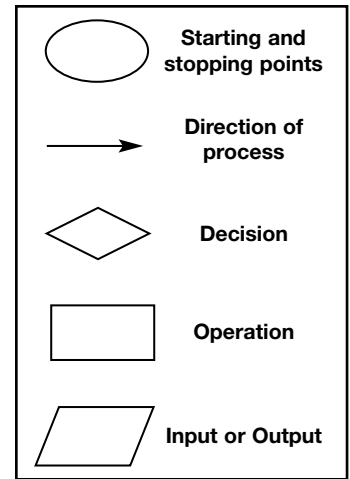 Starting and
stopping points
Direction of
process
Decision
Operation
Input or Output